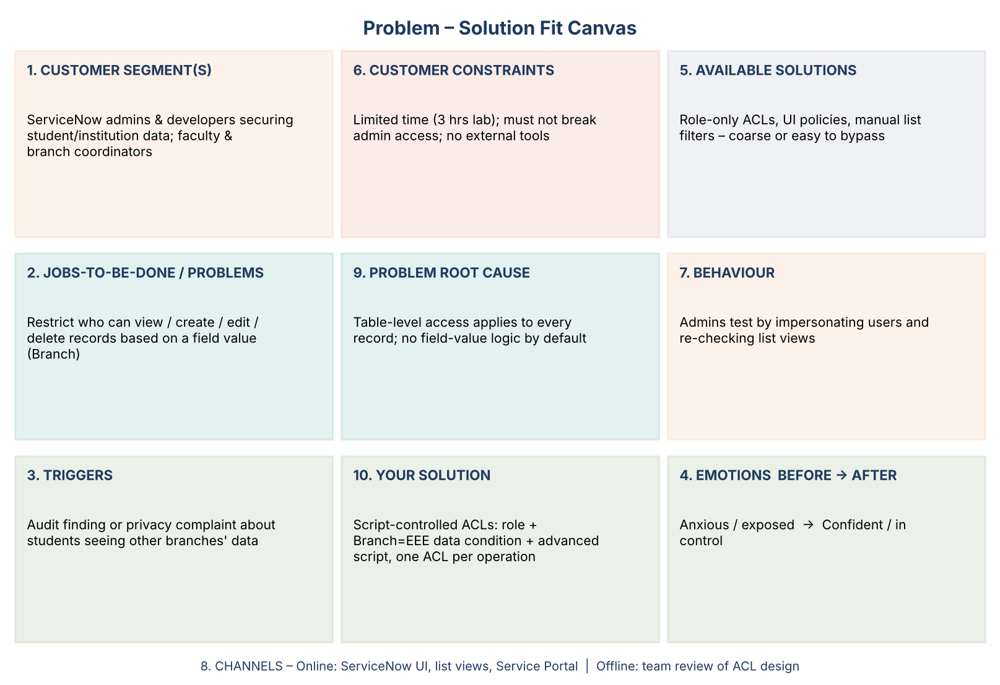 Problem – Solution Fit Canvas
1. CUSTOMER SEGMENT(S)
ServiceNow admins & developers securing
student/institution data; faculty &
branch coordinators
6. CUSTOMER CONSTRAINTS
Limited time (3 hrs lab); must not break
admin access; no external tools
5. AVAILABLE SOLUTIONS
Role-only ACLs, UI policies, manual list
filters – coarse or easy to bypass
2. JOBS-TO-BE-DONE / PROBLEMS
Restrict who can view / create / edit /
delete records based on a field value
(Branch)
9. PROBLEM ROOT CAUSE
Table-level access applies to every
record; no field-value logic by default
7. BEHAVIOUR
Admins test by impersonating users and
re-checking list views
3. TRIGGERS
Audit finding or privacy complaint about
students seeing other branches' data
10. YOUR SOLUTION
Script-controlled ACLs: role +
Branch=EEE data condition + advanced
script, one ACL per operation
4. EMOTIONS  BEFORE → AFTER
Anxious / exposed  →  Confident / in
control
8. CHANNELS – Online: ServiceNow UI, list views, Service Portal  |  Offline: team review of ACL design